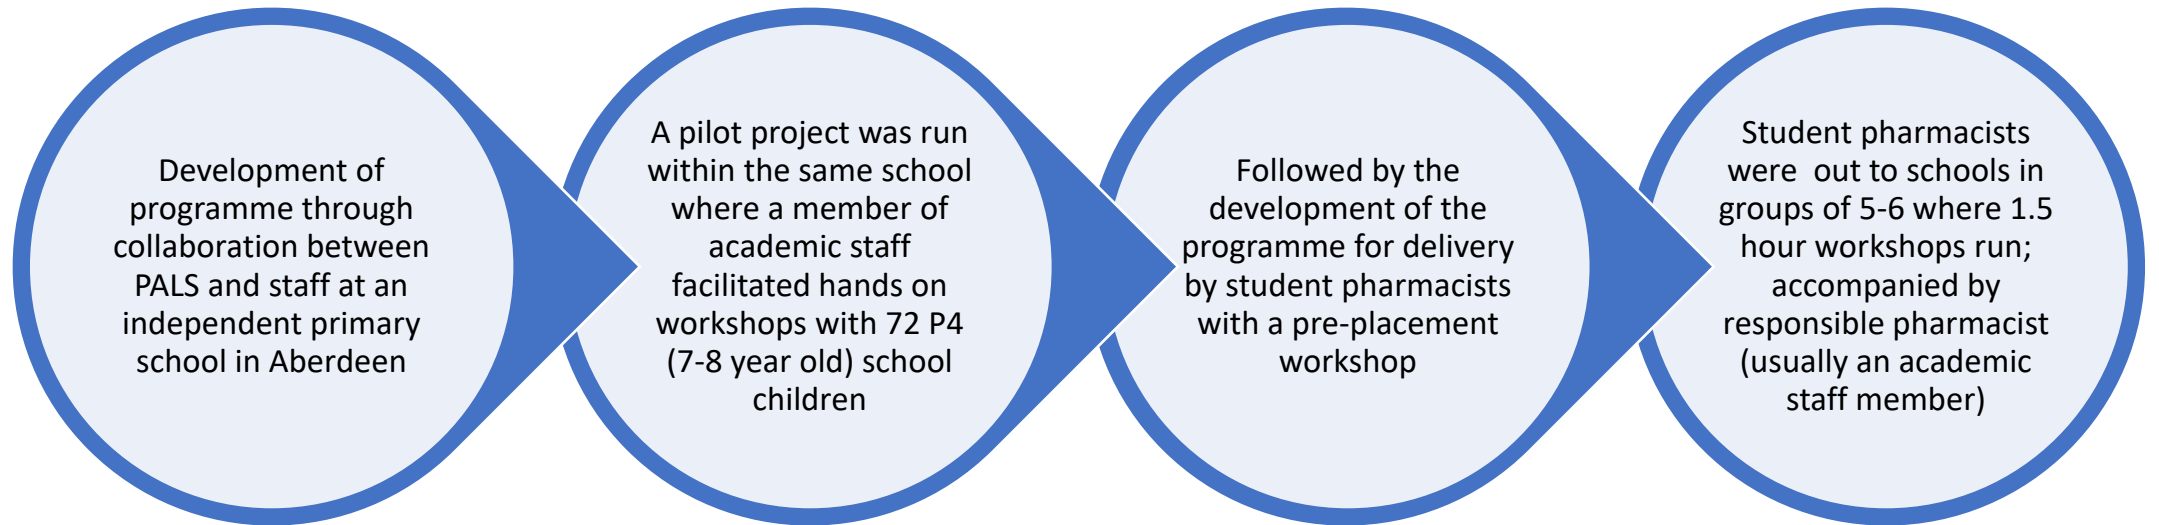 Development of
programme through
collaboration between
PALS and staff at an
independent primary
school in Aberdeen
A pilot project was run
within the same school
where a member of
academic staff
facilitated hands on
workshops with 72 P4
(7-8 year old) school
children
Followed by the
development of the
programme for delivery
by student pharmacists
with a pre-placement
workshop
Student pharmacists
were  out to schools in
groups of 5-6 where 1.5
hour workshops run;
accompanied by
responsible pharmacist
(usually an academic
staff member)